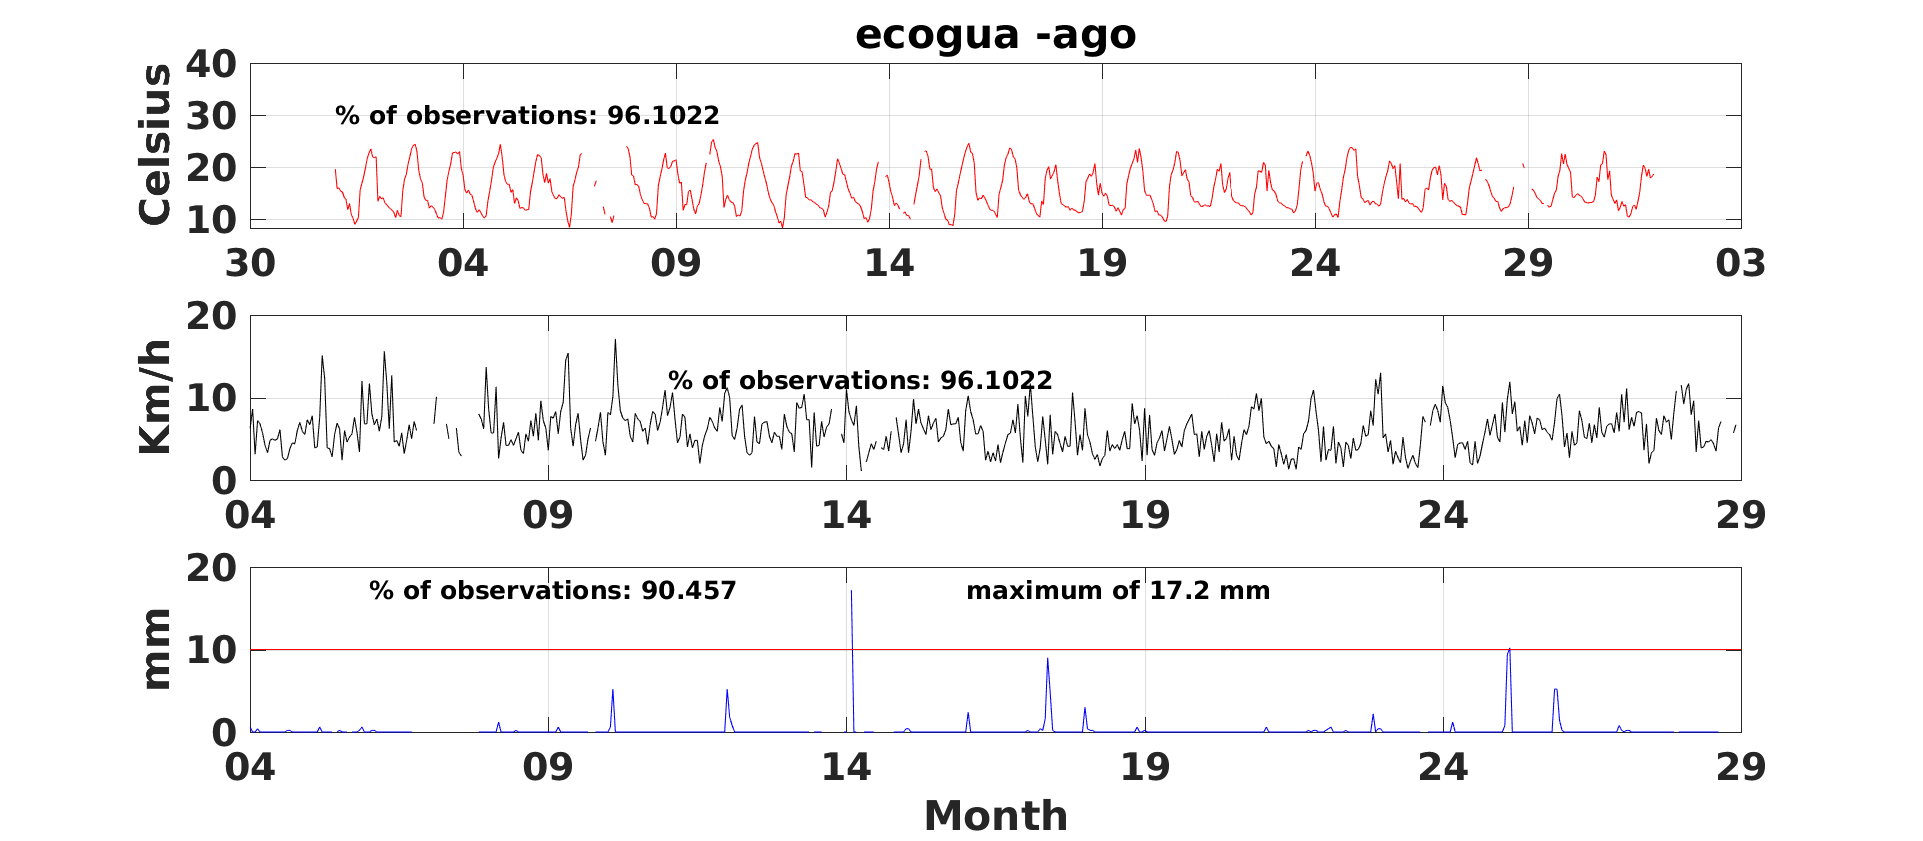 ecogua -ago
Celsius
40
30
20
10
% of observations: 96.1022
30 04 09 14 19 24 29 03
Km/h
20
10
0
% of observations: 96.1022
04 09 14 19 24 29
mm
20
10
0
% of observations: 90.457 maximum of 17.2 mm
04 09 14 19 24 29
Month